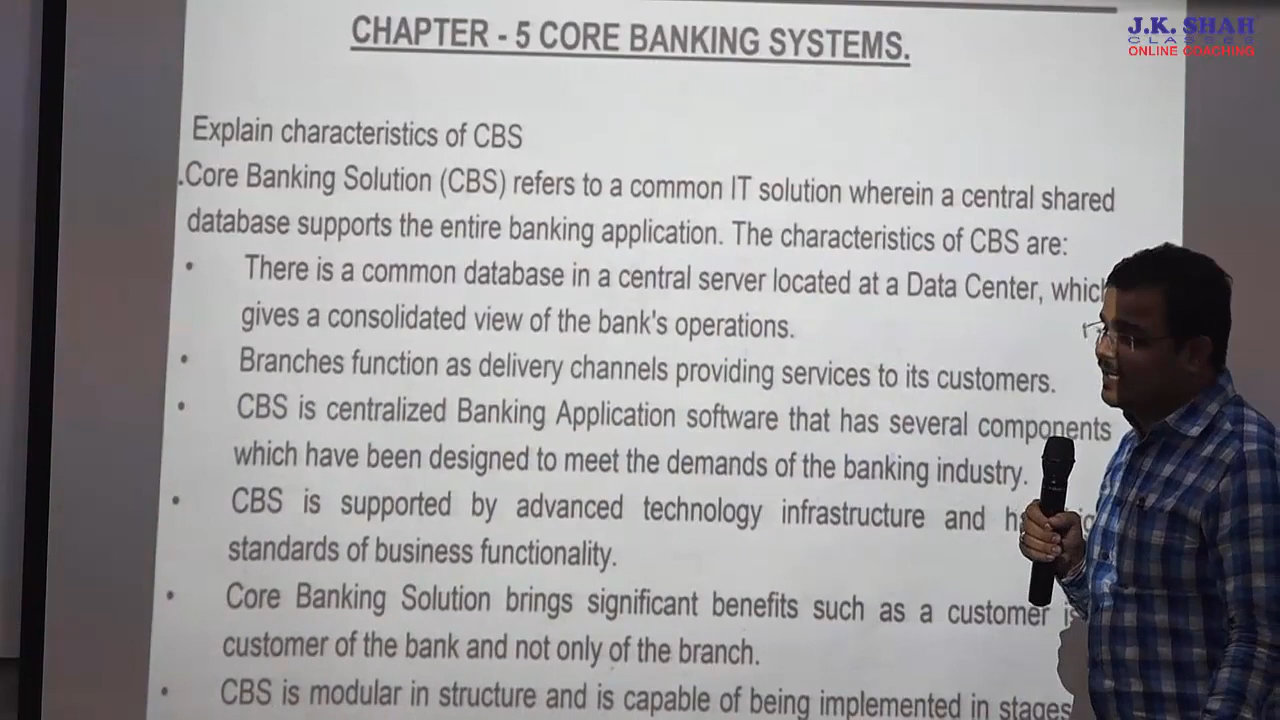 CHAPTER - 5 CORE BANKING SYSTEMS.
J.K. SHAH
CLASSES
ONLINE COACHING
Explain characteristics of CBS
.Core Banking Solution (CBS) refers to a common IT solution wherein a central shared
database supports the entire banking application. The characteristics of CBS are:
• There is a common database in a central server located at a Data Center, which
gives a consolidated view of the bank's operations.
• Branches function as delivery channels providing services to its customers.
• CBS is centralized Banking Application software that has several components
which have been designed to meet the demands of the banking industry.
• CBS is supported by advanced technology infrastructure and
standards of business functionality.
• Core Banking Solution brings significant benefits such as a customer is
customer of the bank and not only of the branch.
• CBS is modular in structure and is capable of being implemented in stages